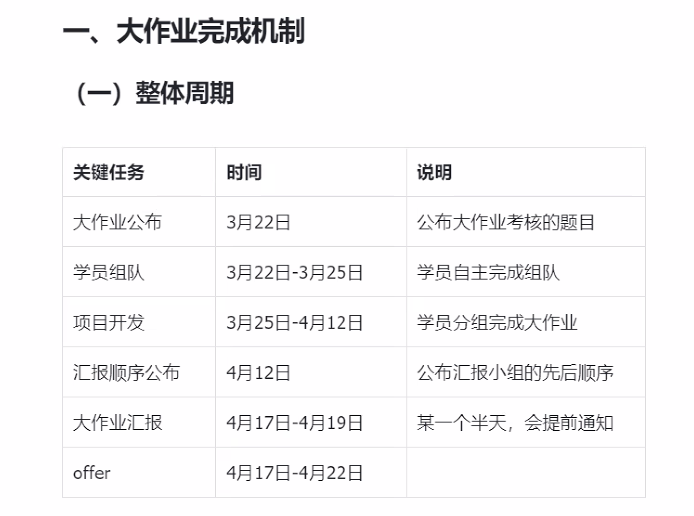 一、大作业完成机制
（一）整体周期
关键任务 时间 说明
大作业公布 3月22日 公布大作业考核的题目
学员组队 3月22日-3月25日 学员自主完成组队
项目开发 3月25日-4月12日 学员分组完成大作业
汇报顺序公布 4月12日 公布汇报小组的先后顺序
大作业汇报 4月17日-4月19日 某一个半天，会提前通知
offer 4月17日-4月22日